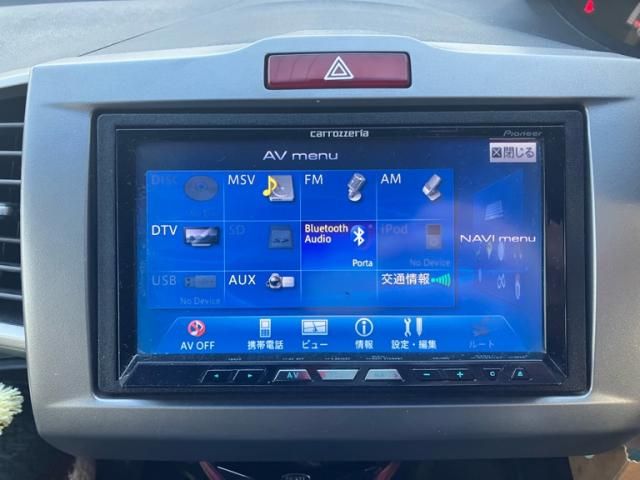 carrozzeria
Pioneer
AV menu
閉じる
DISC
MSV
FM
AM
No De
DTV
SD
Bluetooth
Audio
Porta
iPod
No Device
NAVI menu
USB
No Device
AUX
交通情報
AV OFF
携帯電話
ビュー
情報
設定・編集
ルート
AV